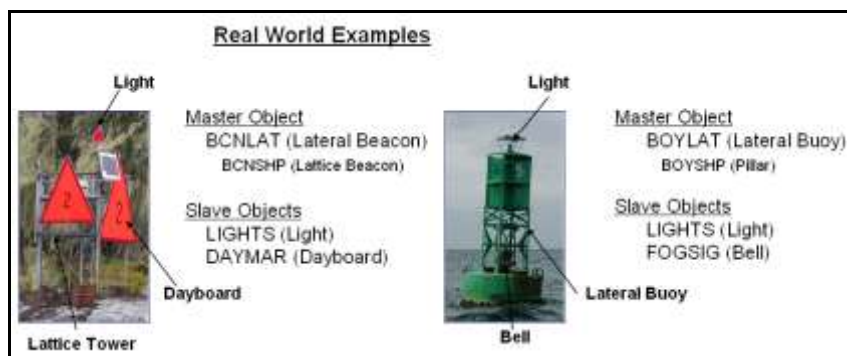 Real World Examples
Light
Master Object
BCNLAT (Lateral Beacon)
BCNSHP (Lattice Beacon)
Slave Objects
LIGHTS (Light)
DAYMAR (Dayboard)
2
2
Dayboard
Lattice Tower
Light
Master Object
BOYLAT (Lateral Buoy)
BOYSHP (Pillar)
Slave Objects
LIGHTS (Light)
FOGSIG (Bell)
Lateral Buoy
Bell